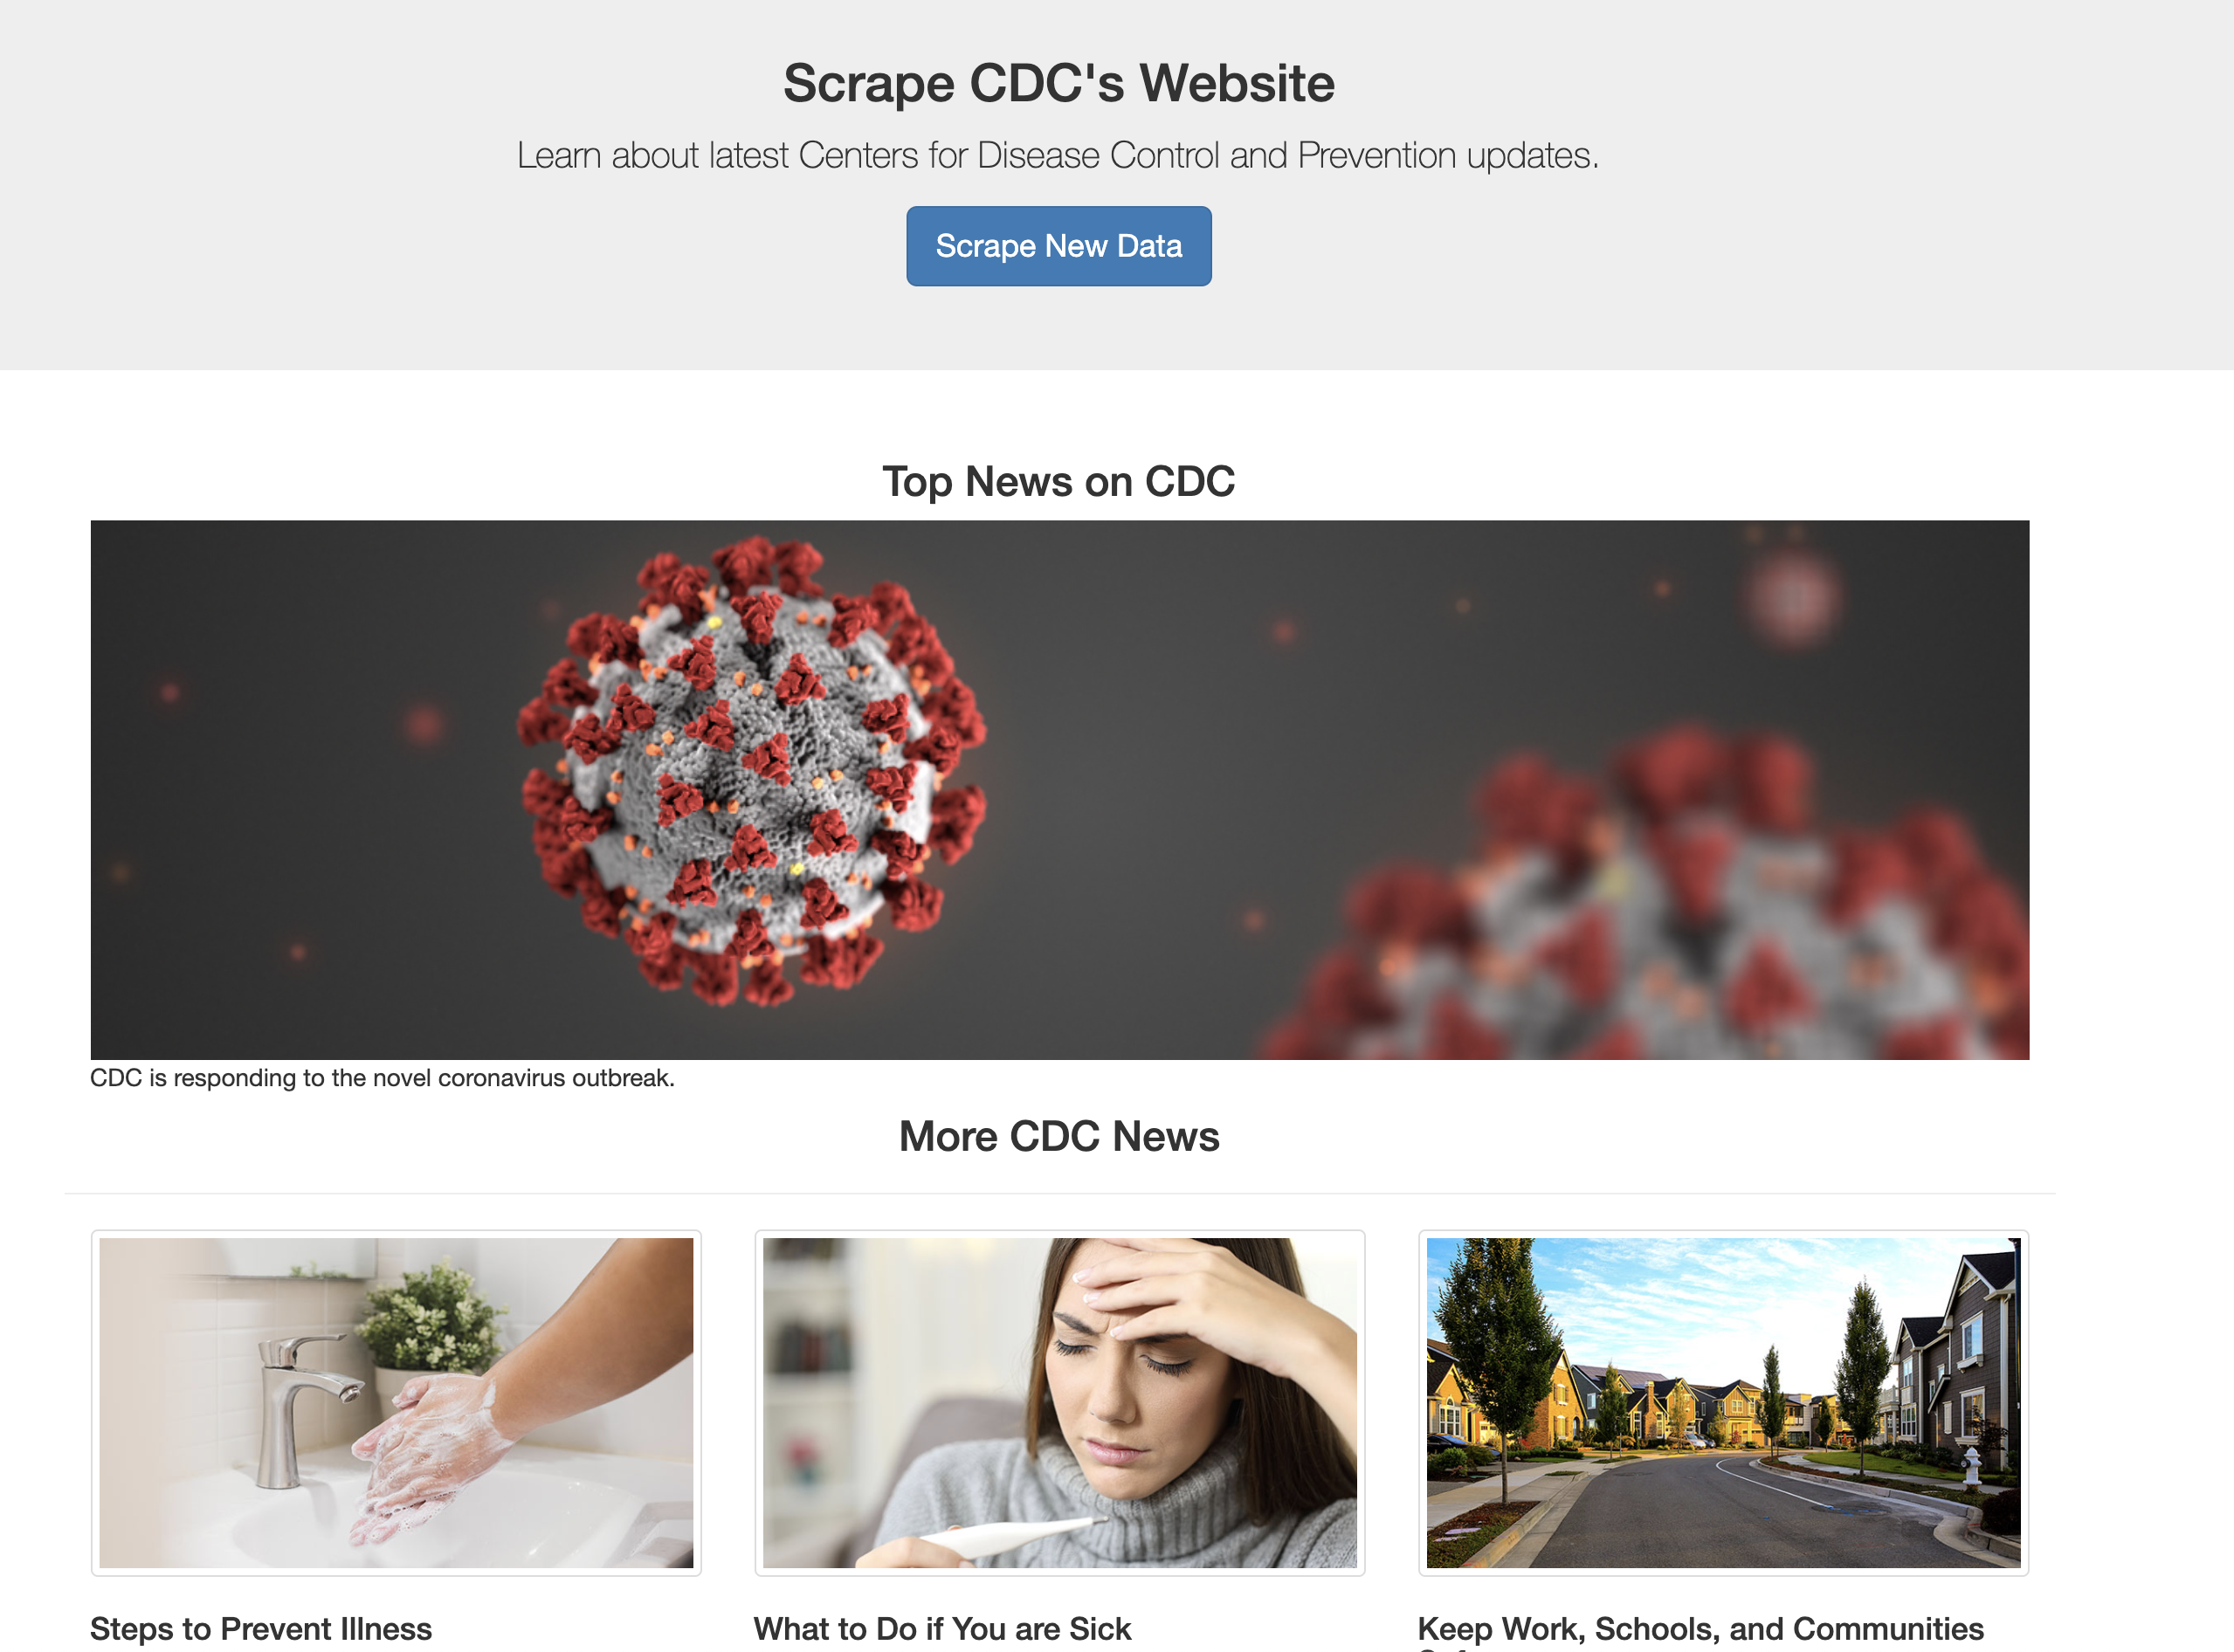 Scrape CDC's Website
Learn about latest Centers for Disease Control and Prevention updates.
Scrape New Data
Top News on CDC
CDC is responding to the novel coronavirus outbreak.
More CDC News
Steps to Prevent Illness
What to Do if You are Sick
Keep Work, Schools, and Communities